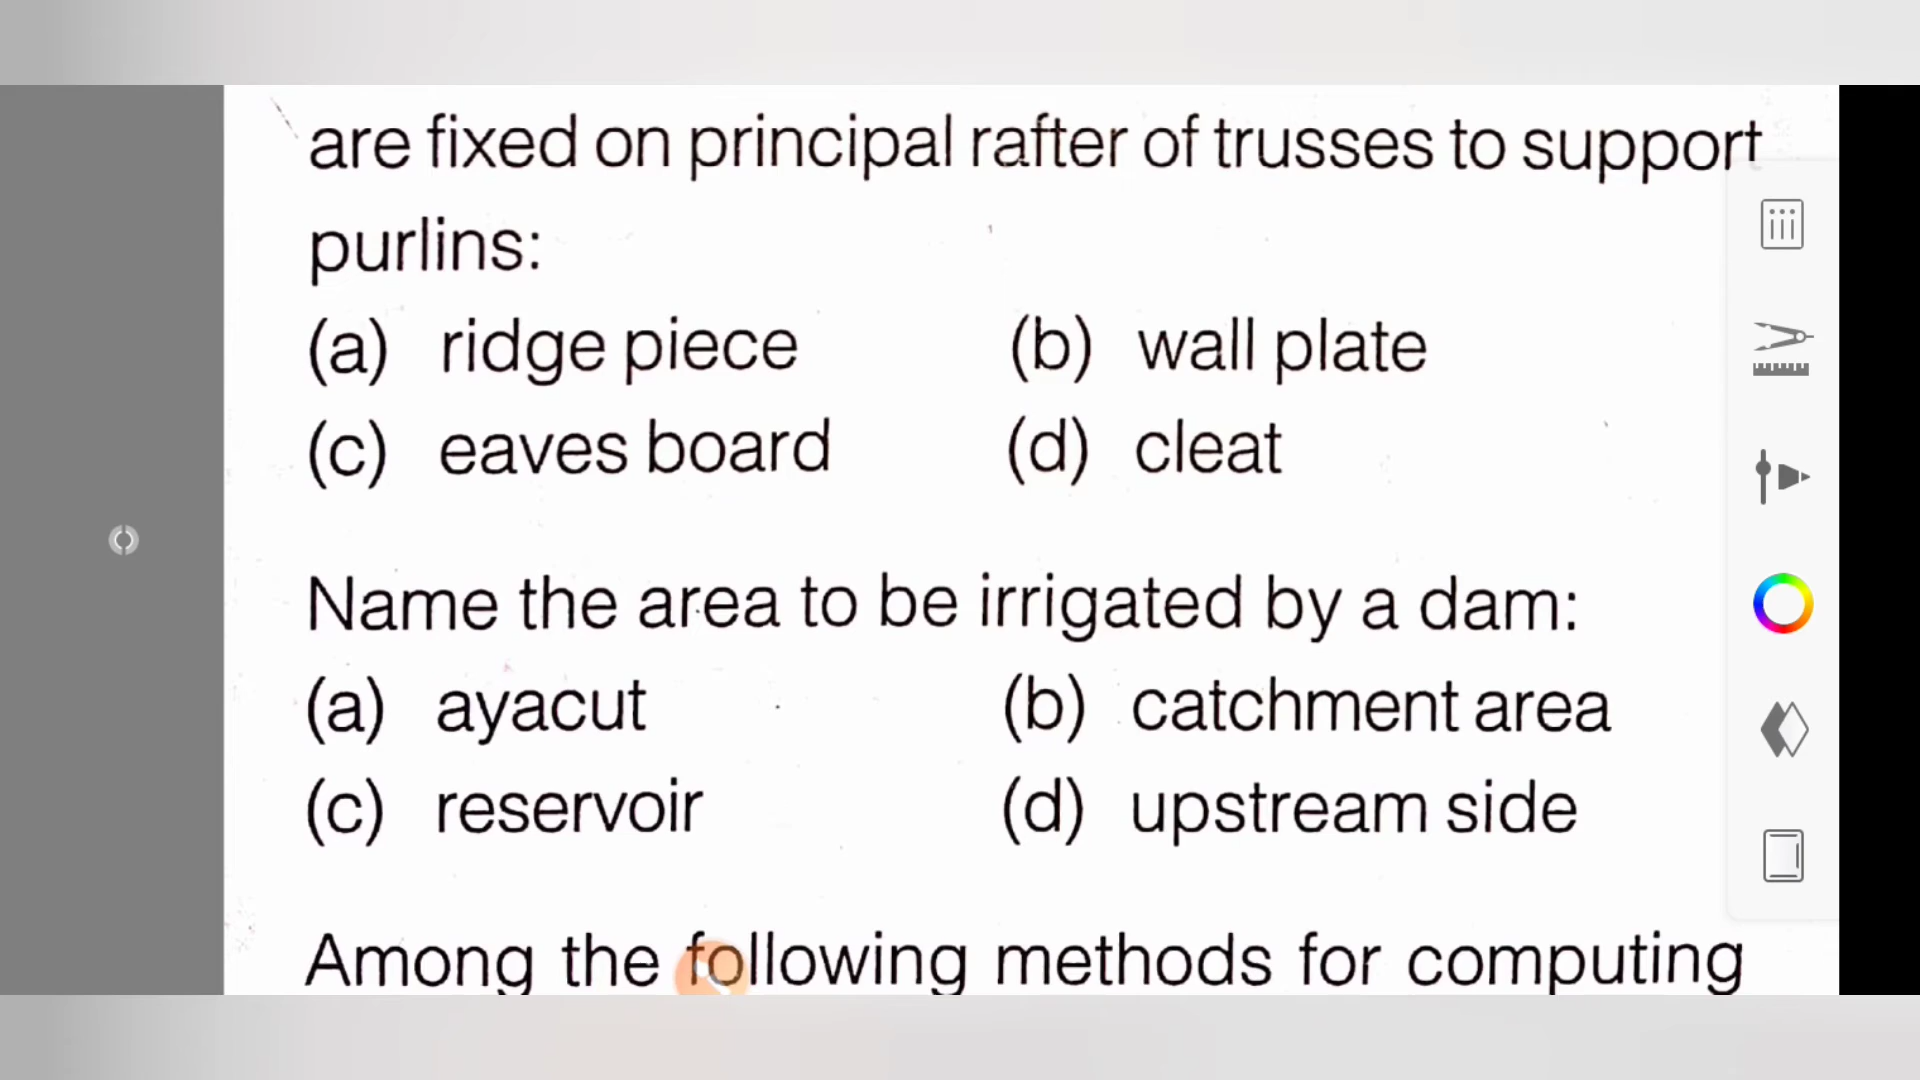 are fixed on principal rafter of trusses to support
purlins:
(a) ridge piece (b) wall plate
(c) eaves board (d) cleat
Name the area to be irrigated by a dam:
(a) ayacut (b) catchment area
(c) reservoir (d) upstream side
Among the following methods for computing